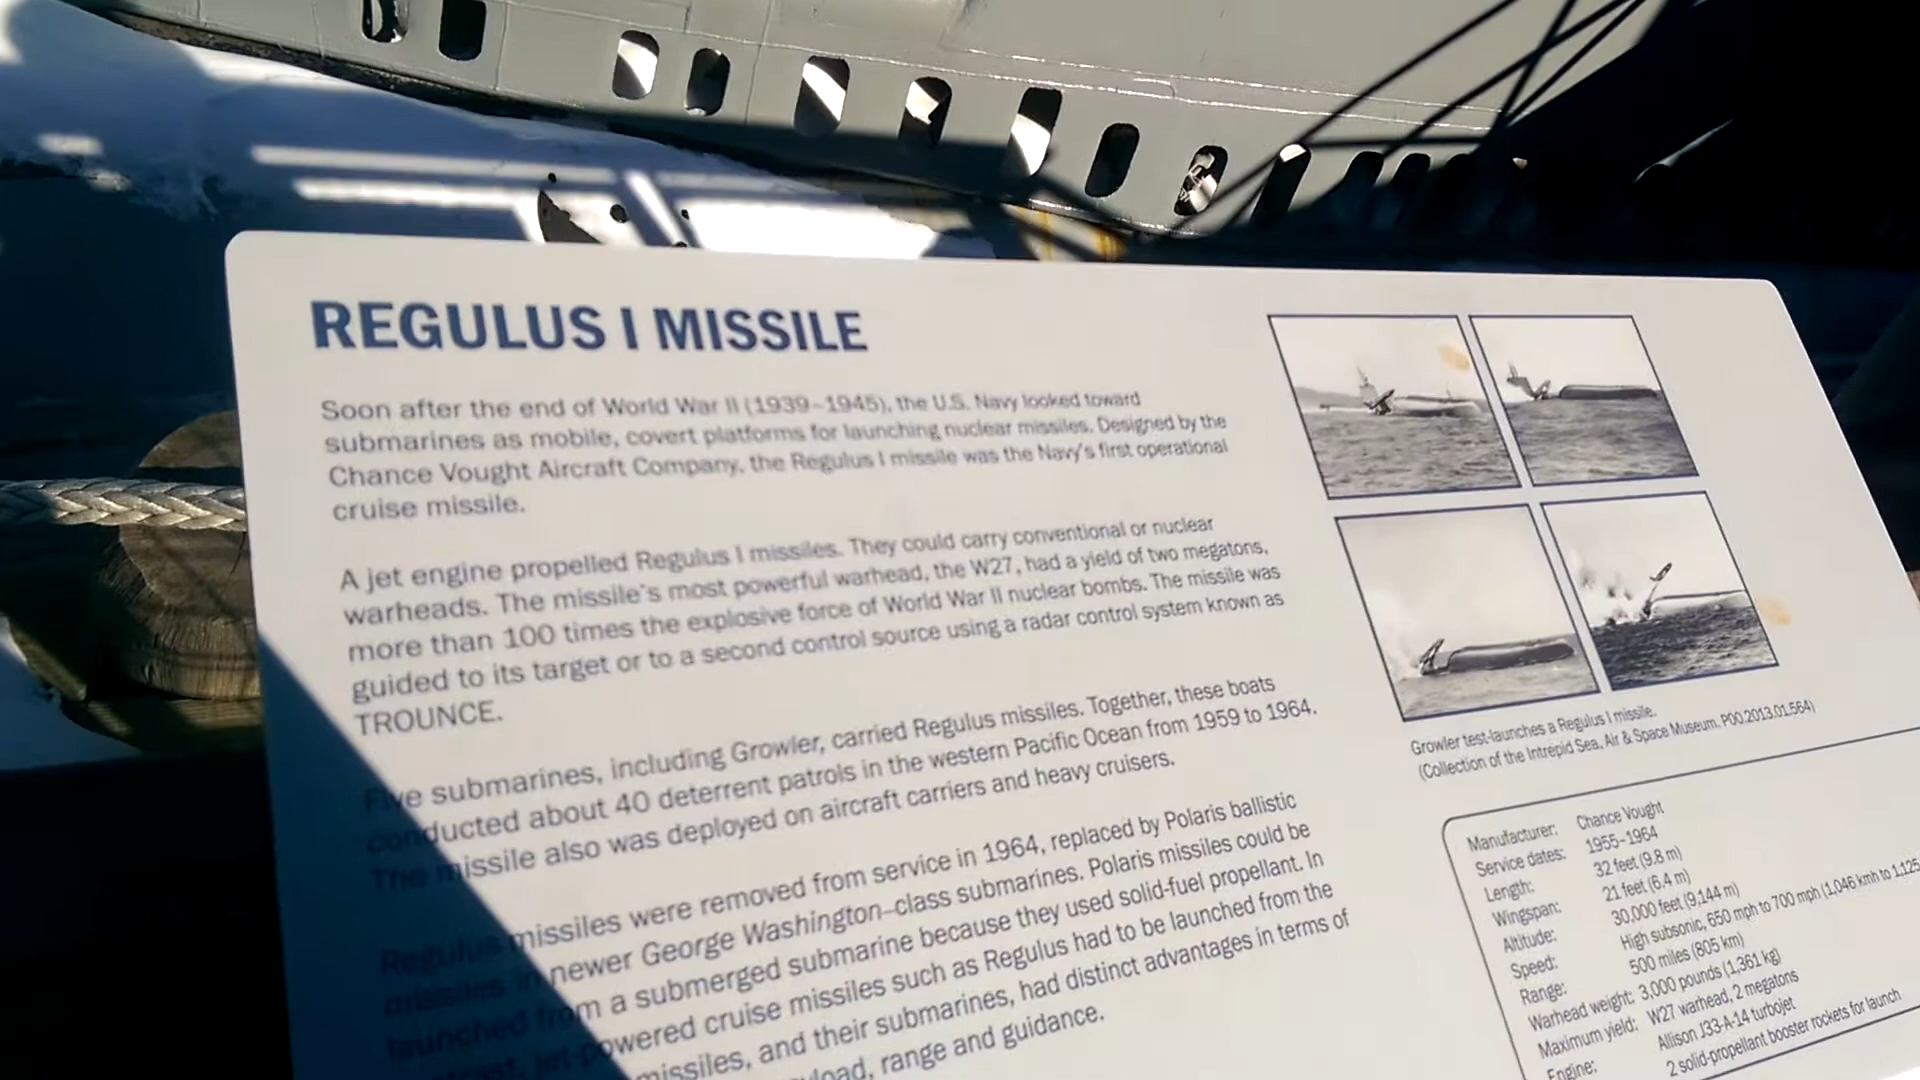 REGULUS I MISSILE
Soon after the end of World War II (1939–1945), the U.S. Navy looked toward
submarines as mobile, covert platforms for launching nuclear missiles. Designed by the
Chance Vought Aircraft Company, the Regulus I missile was the Navy's first operational
cruise missile.
A jet engine propelled Regulus I missiles. They could carry conventional or nuclear
warheads. The missile's most powerful warhead, the W27, had a yield of two megatons,
more than 100 times the explosive force of World War II nuclear bombs. The missile was
guided to its target or to a second control source using a radar control system known as
TROUNCE.
Five submarines, including Growler, carried Regulus missiles. Together, these boats
conducted about 40 deterrent patrols in the western Pacific Ocean from 1959 to 1964.
The missile also was deployed on aircraft carriers and heavy cruisers.
Regulus missiles were removed from service in 1964, replaced by Polaris ballistic
missiles in newer George Washington–class submarines. Polaris missiles could be
launched from a submerged submarine because they used solid-fuel propellant. In
jet-powered cruise missiles such as Regulus had to be launched from the
missiles, and their submarines, had distinct advantages in terms of
range and guidance.
Growler test-launches a Regulus I missile.
(Collection of the Intrepid Sea, Air & Space Museum. P00.2013.01.564)
Manufacturer: Chance Vought
Service dates: 1955–1964
Length: 32 feet (9.8 m)
Wingspan: 21 feet (6.4 m)
Altitude: 30,000 feet (9,144 m)
Speed: High subsonic, 650 mph to 700 mph (1,046 kmh to 1,125
Range: 500 miles (805 km)
Warhead weight: 3,000 pounds (1,361 kg)
Maximum yield: W27 warhead, 2 megatons
Engine: Allison J33-A-14 turbojet
2 solid-propellant booster rockets for launch